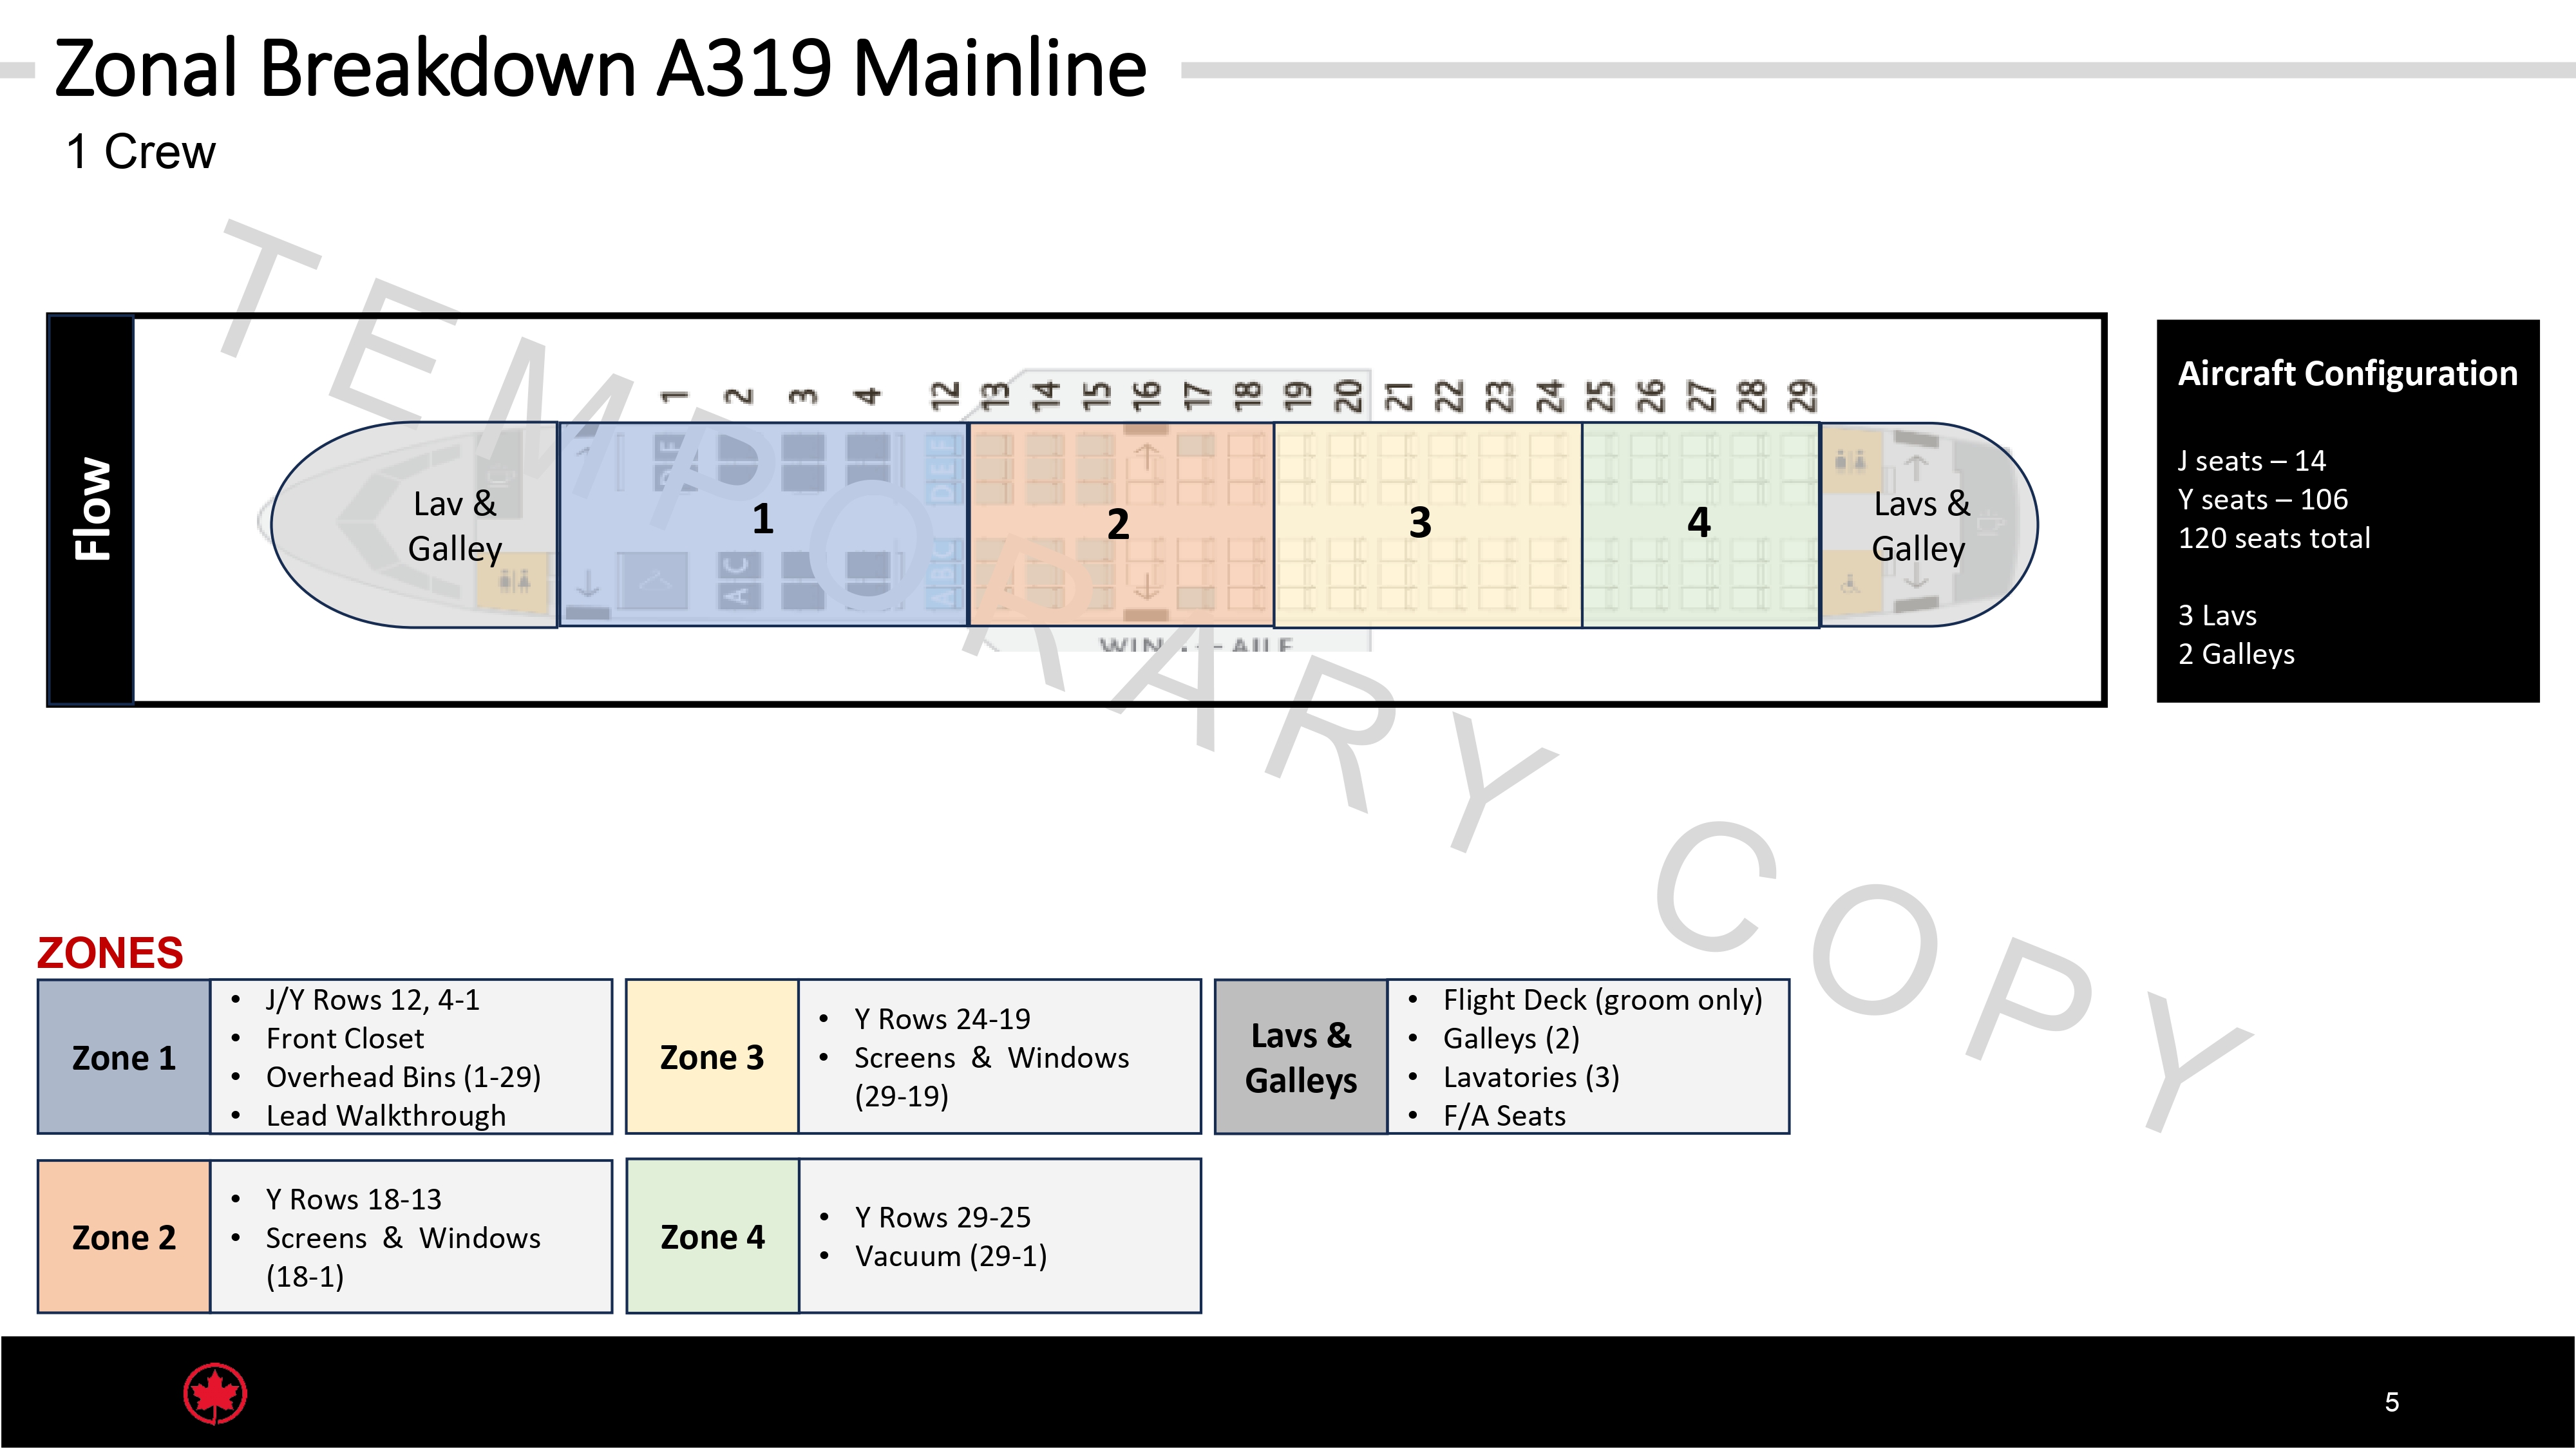 Zonal Breakdown A319 Mainline
1 Crew
TEMPORARY COPY
Flow
1 2 3 4 12 13 14 15 16 17 18 19 20 21 22 23 24 25 26 27 28 29
Lav &
Galley
DEF
AC
DEF
ABC
1
2
3
4
Lavs &
Galley
Aircraft Configuration
J seats – 14
Y seats – 106
120 seats total
3 Lavs
2 Galleys
ZONES
Zone 1
• J/Y Rows 12, 4-1
• Front Closet
• Overhead Bins (1-29)
• Lead Walkthrough
Zone 3
• Y Rows 24-19
• Screens & Windows
(29-19)
Lavs &
Galleys
• Flight Deck (groom only)
• Galleys (2)
• Lavatories (3)
• F/A Seats
Zone 2
• Y Rows 18-13
• Screens & Windows
(18-1)
Zone 4
• Y Rows 29-25
• Vacuum (29-1)
5